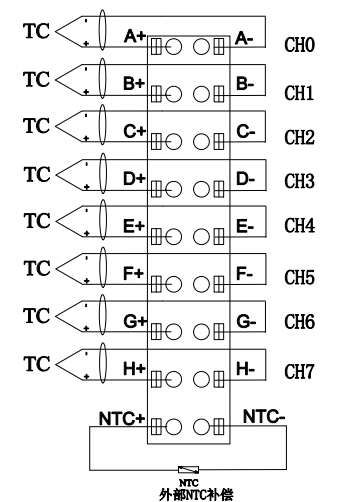 TC - + A+ A- CH0
TC - + B+ B- CH1
TC - + C+ C- CH2
TC - + D+ D- CH3
TC - + E+ E- CH4
TC - + F+ F- CH5
TC - + G+ G- CH6
TC - + H+ H- CH7
NTC+ NTC-
NTC
外部NTC补偿